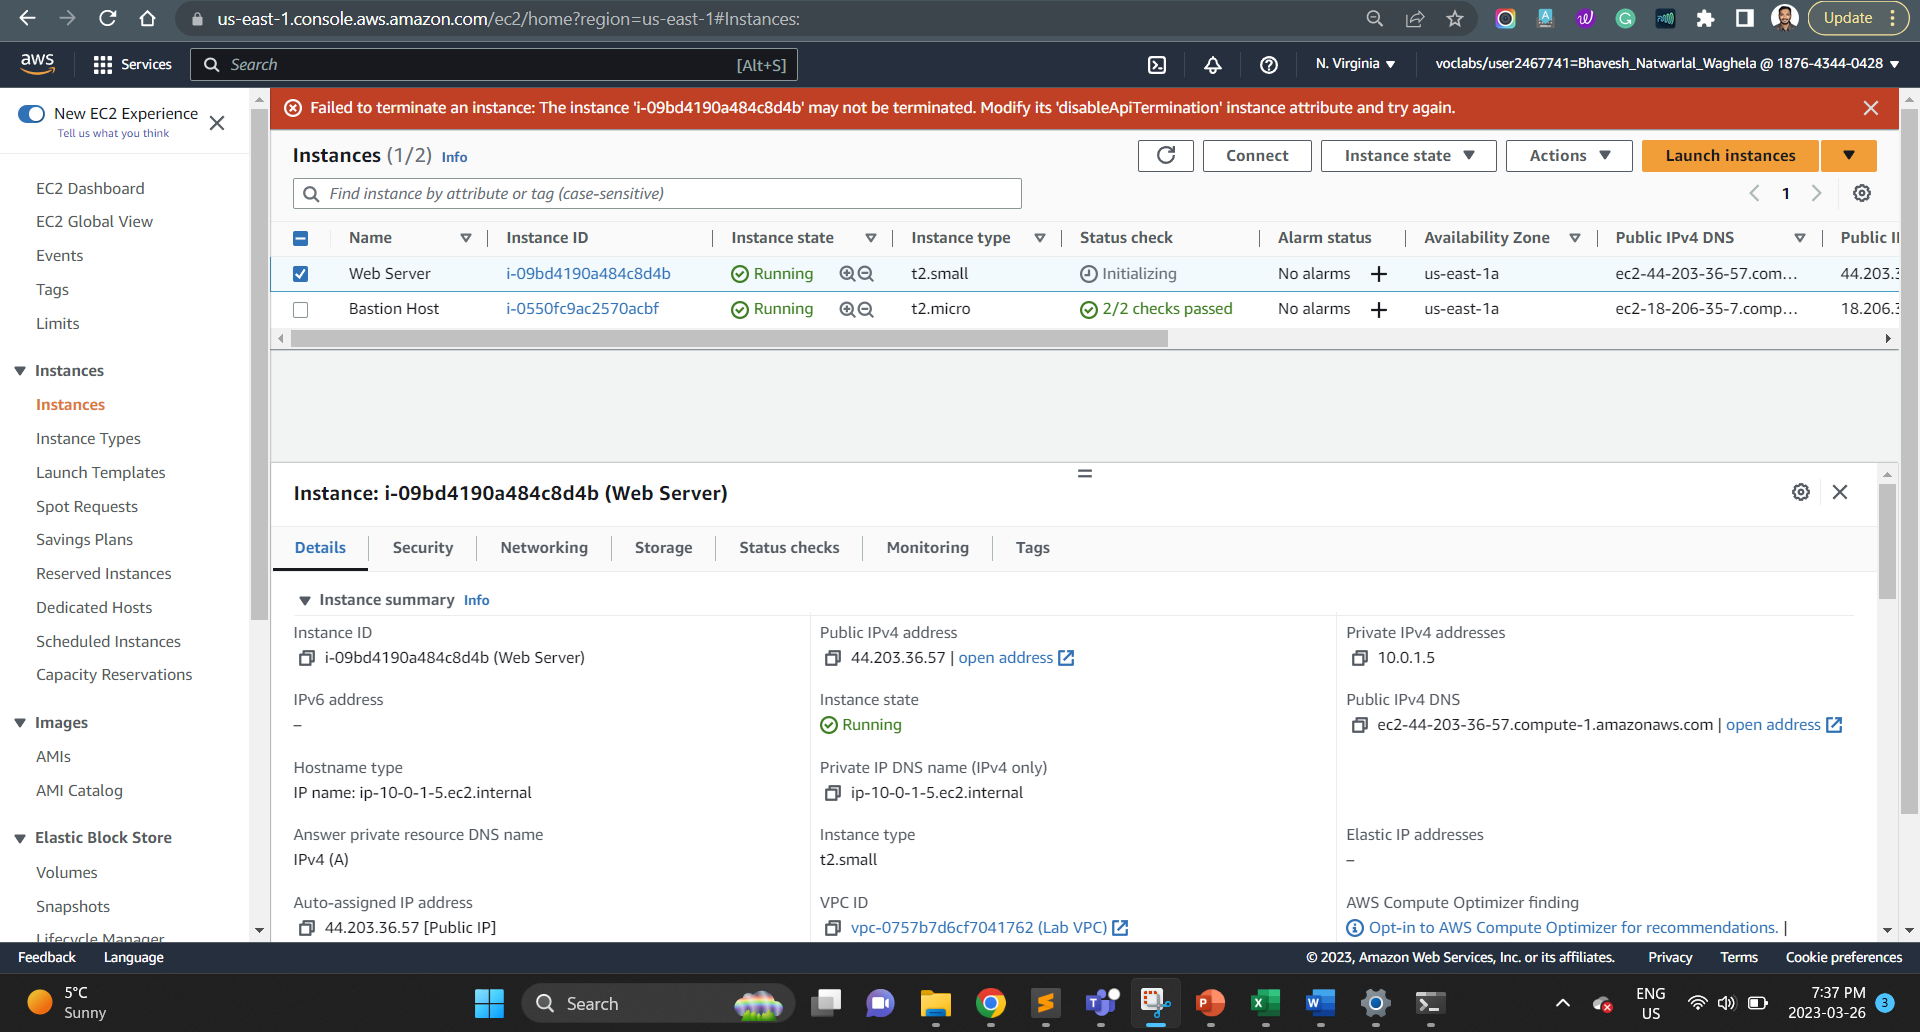 us-east-1.console.aws.amazon.com/ec2/home?region=us-east-1#Instances:
Update
aws
Services
Search
[Alt+S]
N. Virginia
voclabs/user2467741=Bhavesh_Natwarlal_Waghela @ 1876-4344-0428
New EC2 Experience
Tell us what you think
EC2 Dashboard
EC2 Global View
Events
Tags
Limits
Instances
Instances
Instance Types
Launch Templates
Spot Requests
Savings Plans
Reserved Instances
Dedicated Hosts
Scheduled Instances
Capacity Reservations
Images
AMIs
AMI Catalog
Elastic Block Store
Volumes
Snapshots
Lifecycle Manager
Failed to terminate an instance: The instance 'i-09bd4190a484c8d4b' may not be terminated. Modify its 'disableApiTermination' instance attribute and try again.
Instances (1/2) Info
Connect
Instance state
Actions
Launch instances
Find instance by attribute or tag (case-sensitive)
1
Name Instance ID Instance state Instance type Status check Alarm status Availability Zone Public IPv4 DNS Public II
Web Server i-09bd4190a484c8d4b Running t2.small Initializing No alarms us-east-1a ec2-44-203-36-57.com... 44.203.3
Bastion Host i-0550fc9ac2570acbf Running t2.micro 2/2 checks passed No alarms us-east-1a ec2-18-206-35-7.comp... 18.206.3
Instance: i-09bd4190a484c8d4b (Web Server)
Details Security Networking Storage Status checks Monitoring Tags
Instance summary Info
Instance ID
i-09bd4190a484c8d4b (Web Server)
Public IPv4 address
44.203.36.57 | open address
Private IPv4 addresses
10.0.1.5
IPv6 address
–
Instance state
Running
Public IPv4 DNS
ec2-44-203-36-57.compute-1.amazonaws.com | open address
Hostname type
IP name: ip-10-0-1-5.ec2.internal
Private IP DNS name (IPv4 only)
ip-10-0-1-5.ec2.internal
Answer private resource DNS name
IPv4 (A)
Instance type
t2.small
Elastic IP addresses
–
Auto-assigned IP address
44.203.36.57 [Public IP]
VPC ID
vpc-0757b7d6cf7041762 (Lab VPC)
AWS Compute Optimizer finding
Opt-in to AWS Compute Optimizer for recommendations. |
Feedback
Language
© 2023, Amazon Web Services, Inc. or its affiliates.
Privacy
Terms
Cookie preferences
5°C
Sunny
Search
ENG
US
7:37 PM
2023-03-26
3